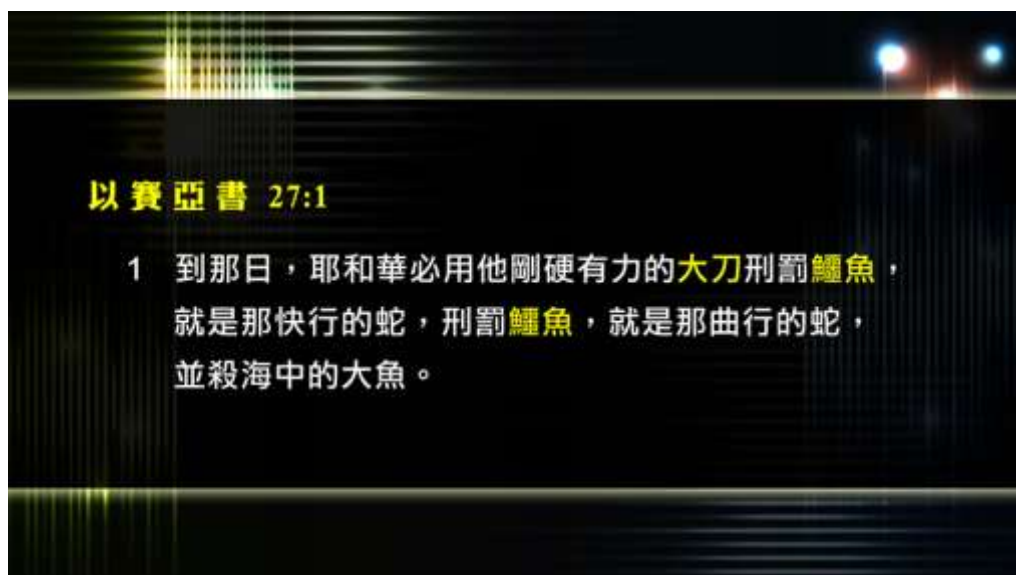 以賽亞書 27:1
1 到那日，耶和華必用他剛硬有力的大刀刑罰鱷魚，
就是那快行的蛇，刑罰鱷魚，就是那曲行的蛇，
並殺海中的大魚。